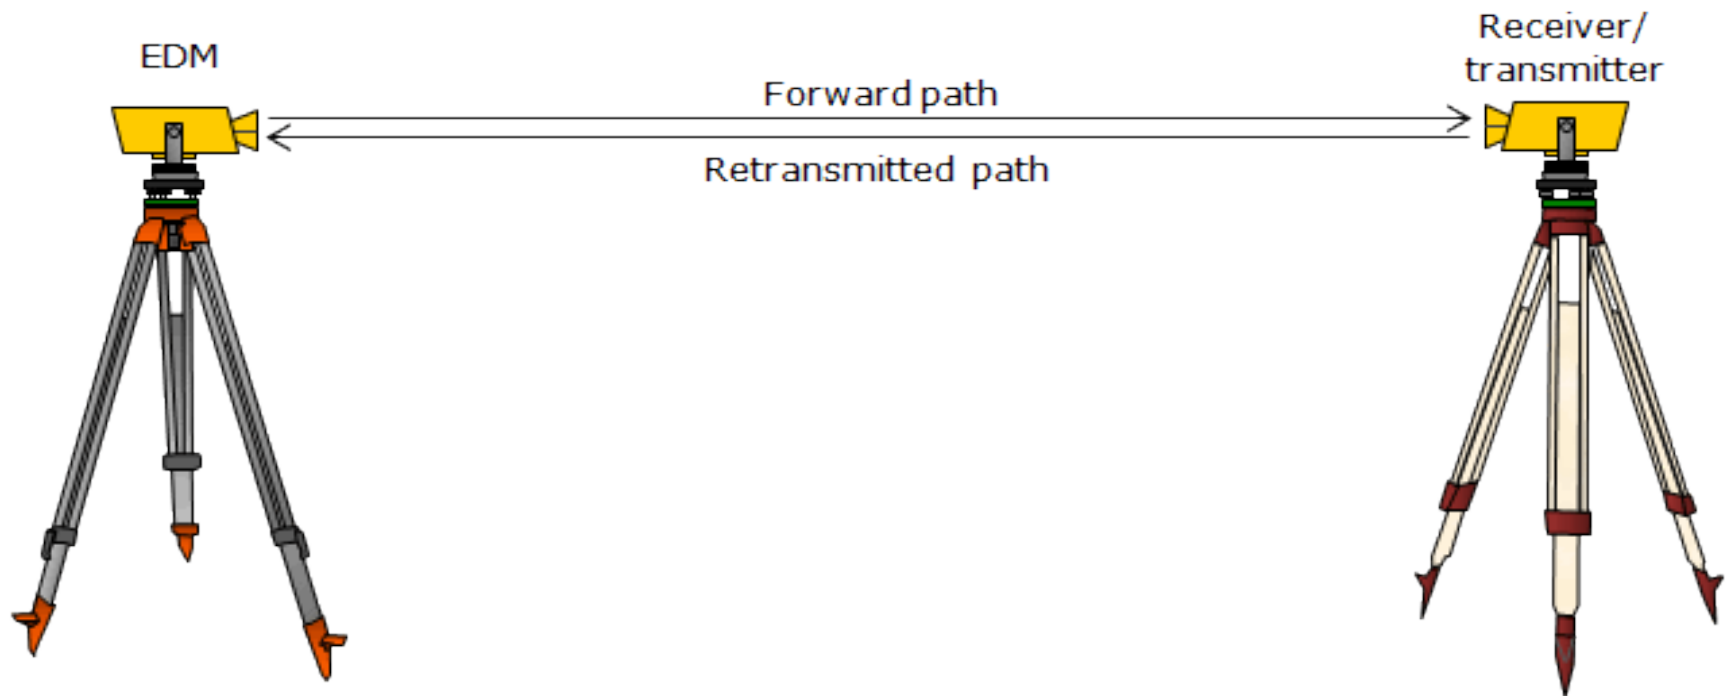 EDM
Receiver/
transmitter
Forward path
Retransmitted path